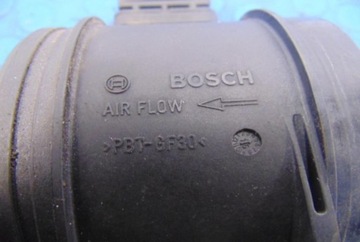 BOSCH
AIR FLOW
>PBT-GF30<